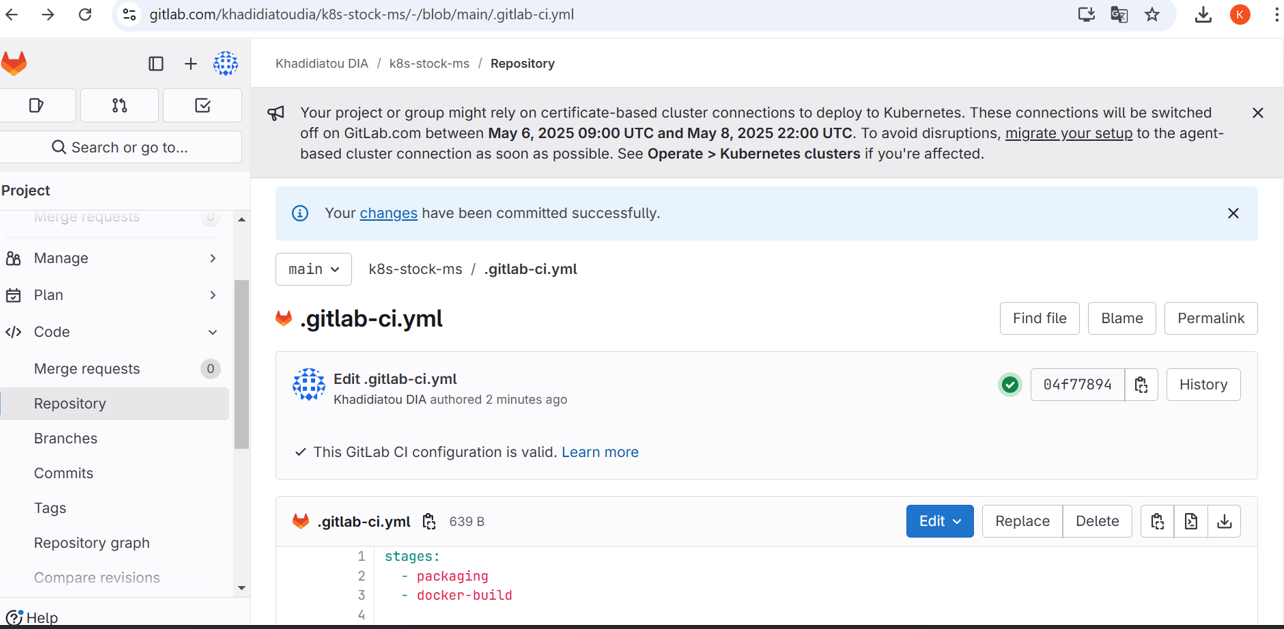 gitlab.com/khadidiatoudia/k8s-stock-ms/-/blob/main/.gitlab-ci.yml
K
Khadidiatou DIA / k8s-stock-ms / Repository
Search or go to...
Project
Merge requests 0
Manage
Plan
Code
Merge requests 0
Repository
Branches
Commits
Tags
Repository graph
Compare revisions
Help
Your project or group might rely on certificate-based cluster connections to deploy to Kubernetes. These connections will be switched
off on GitLab.com between May 6, 2025 09:00 UTC and May 8, 2025 22:00 UTC. To avoid disruptions, migrate your setup to the agent-
based cluster connection as soon as possible. See Operate > Kubernetes clusters if you're affected.
Your changes have been committed successfully.
main k8s-stock-ms / .gitlab-ci.yml
.gitlab-ci.yml
Find file Blame Permalink
Edit .gitlab-ci.yml
Khadidiatou DIA authored 2 minutes ago
04f77894 History
This GitLab CI configuration is valid. Learn more
.gitlab-ci.yml 639 B
Edit Replace Delete
1 stages:
2 - packaging
3 - docker-build
4